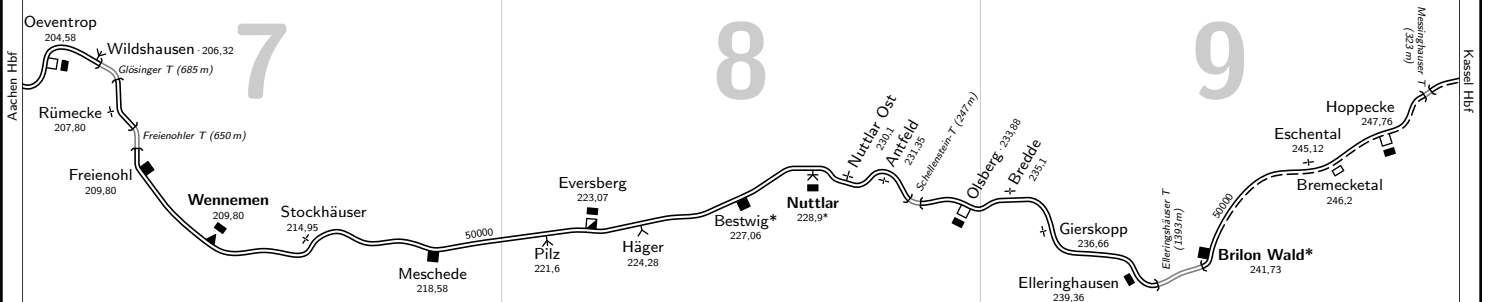 Aachen Hbf
7
Oeventrop
204,58
Wildshausen · 206,32
Glösinger T (685 m)
Rümecke
207,80
Freienohler T (650 m)
Freienohl
209,80
Wennemen
209,80
Stockhäuser
214,95
Meschede
218,58
50000
8
Pilz
221,6
Eversberg
223,07
Häger
224,28
Bestwig*
227,06
Nuttlar
228,9*
Nuttlar Ost
230,1
Antfeld
231,35
Schellenstein-T (247 m)
9
Olsberg · 233,88
Bredde
235,1
Gierskopp
236,66
Elleringhausen
239,36
Elleringshäuser T
(1393 m)
Brilon Wald*
241,73
50000
Eschental
245,12
Bremecketal
246,2
Hoppecke
247,76
Messinghauser T
(323 m)
Kassel Hbf